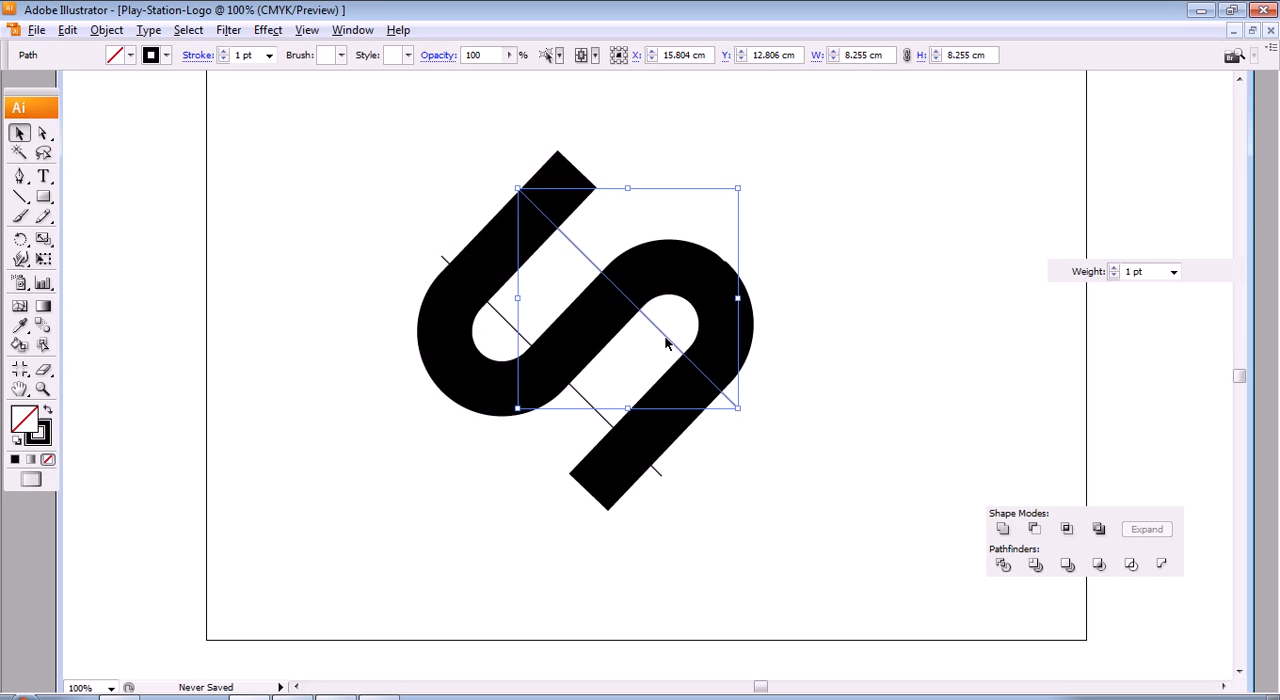 Adobe Illustrator - [Play-Station-Logo @ 100% (CMYK/Preview) ]
File Edit Object Type Select Filter Effect View Window Help
Path Stroke: 1 pt Brush: Style: Opacity: 100 % X: 15.804 cm Y: 12.806 cm W: 8.255 cm H: 8.255 cm
Ai
T
Weight: 1 pt
Shape Modes:
Expand
Pathfinders:
100% Never Saved